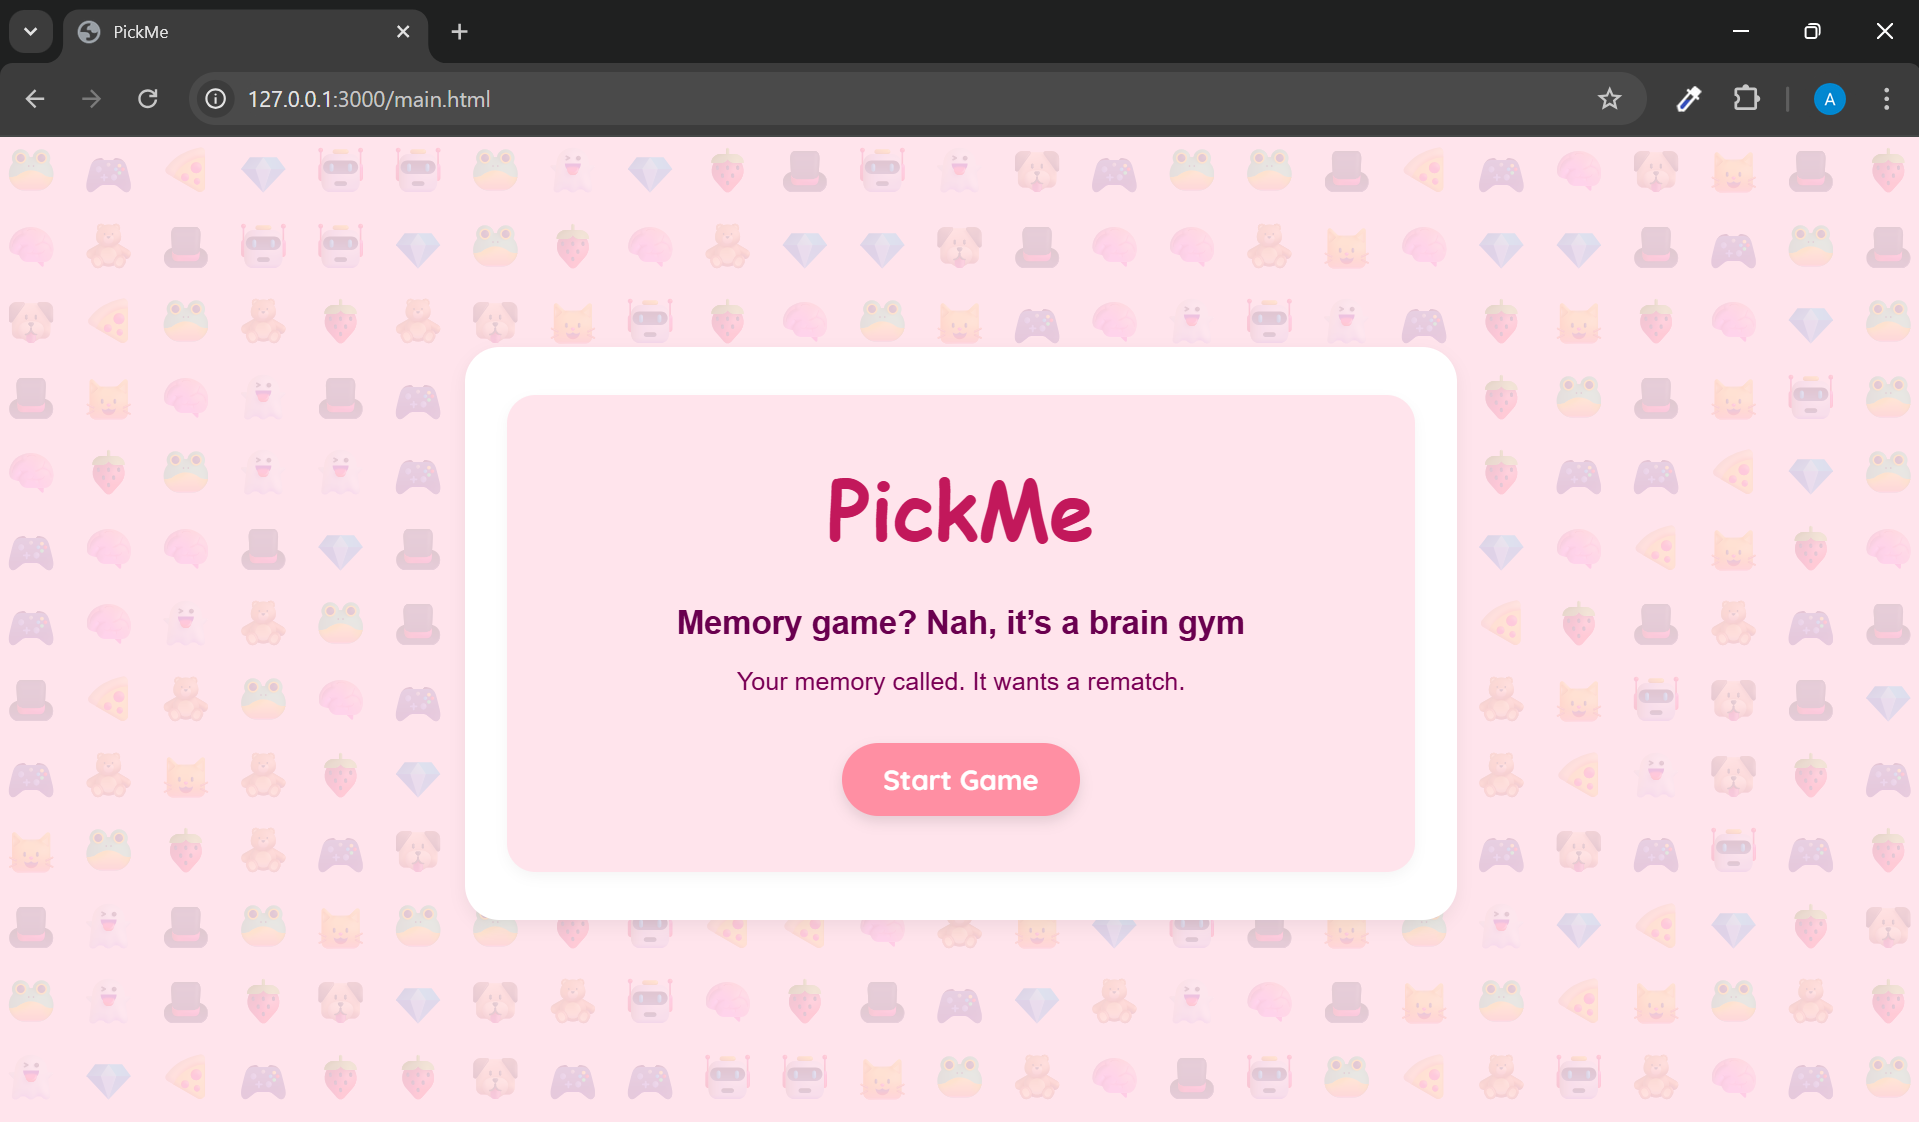 PickMe
127.0.0.1:3000/main.html
A
PickMe
Memory game? Nah, it’s a brain gym
Your memory called. It wants a rematch.
Start Game